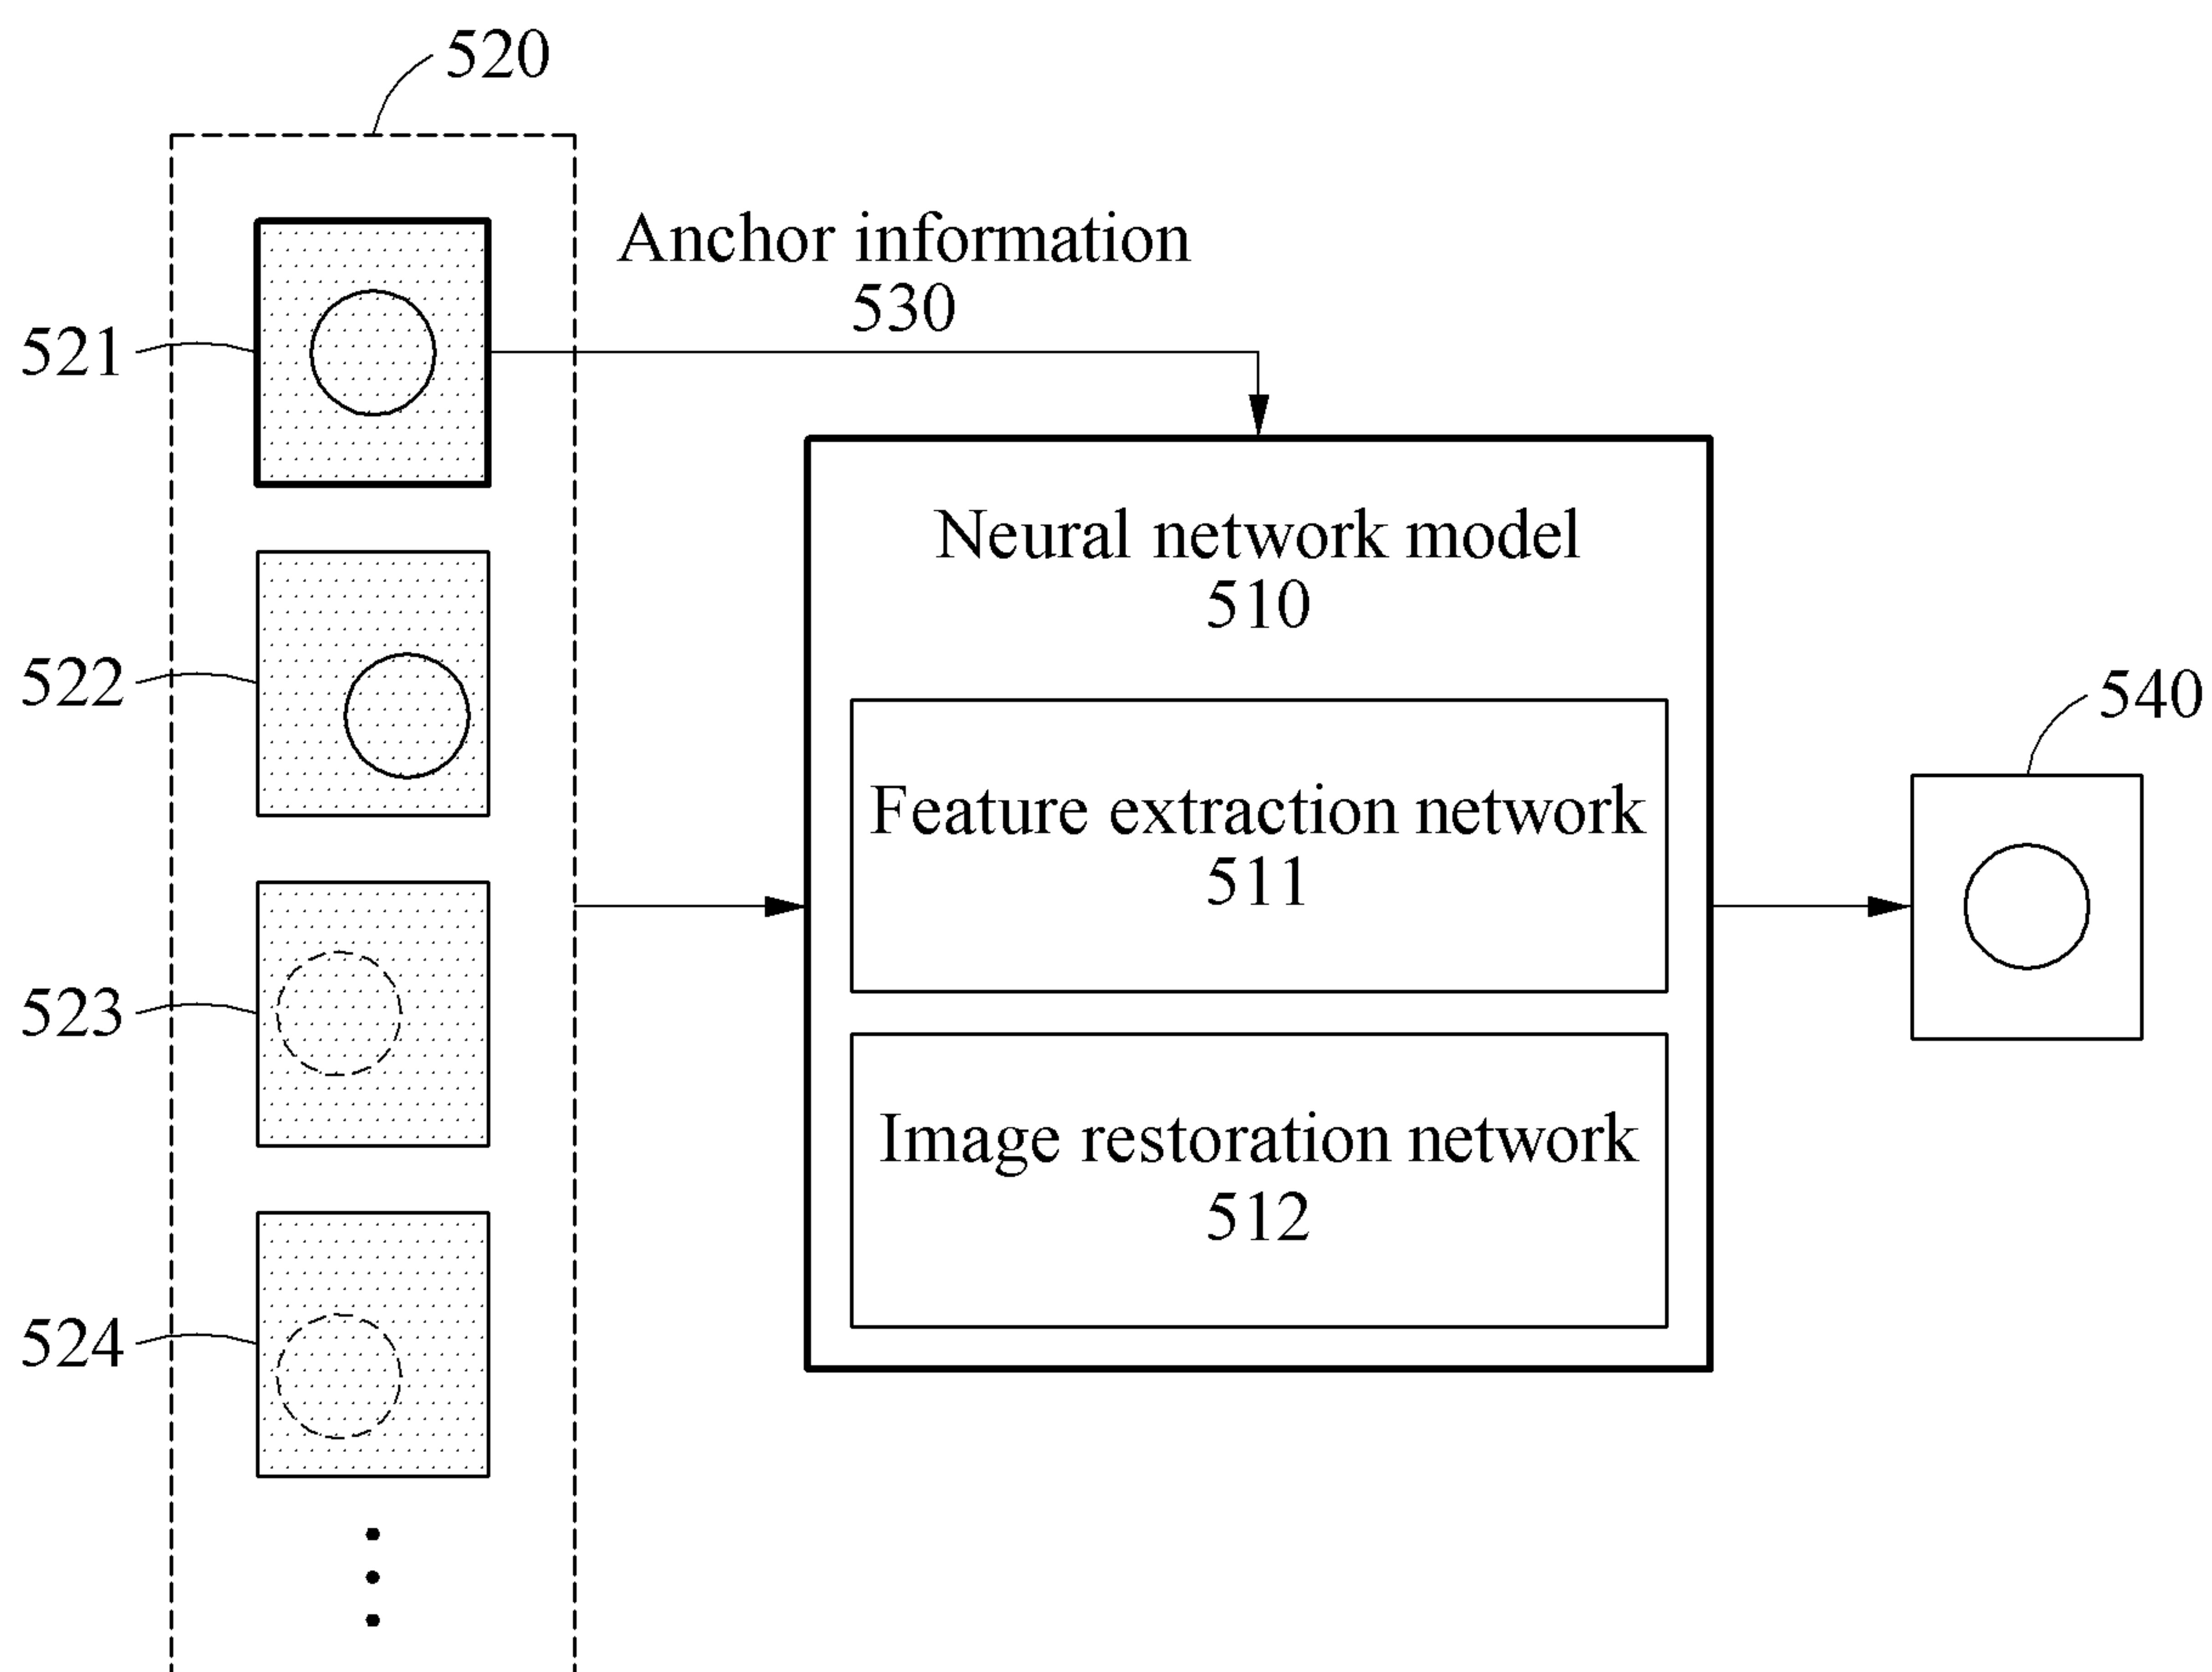 520
Anchor information
530
521
Neural network model
510
522
540
Feature extraction network
511
523
Image restoration network
512
524